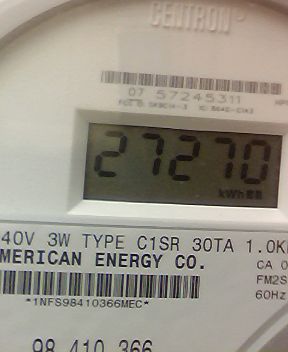 CENTRON
07 57245311
27270
kWh
40V 3W TYPE C1SR 30TA 1.0K
MERICAN ENERGY CO.
CA 0
FM2S
60Hz
*1NFS98410366MEC*
98 410 366